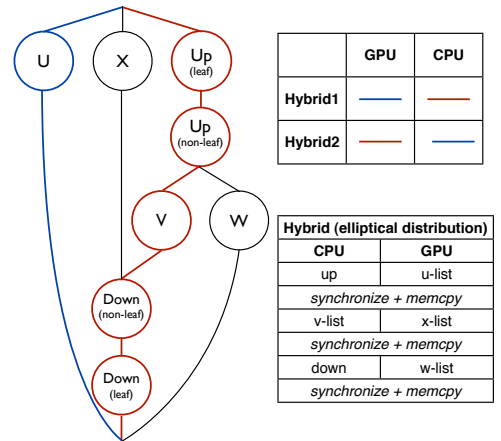 U
X
Up
(leaf)
Up
(non-leaf)
V
W
Down
(non-leaf)
Down
(leaf)
GPU CPU
Hybrid1
Hybrid2
Hybrid (elliptical distribution)
CPU GPU
up u-list
synchronize + memcpy
v-list x-list
synchronize + memcpy
down w-list
synchronize + memcpy